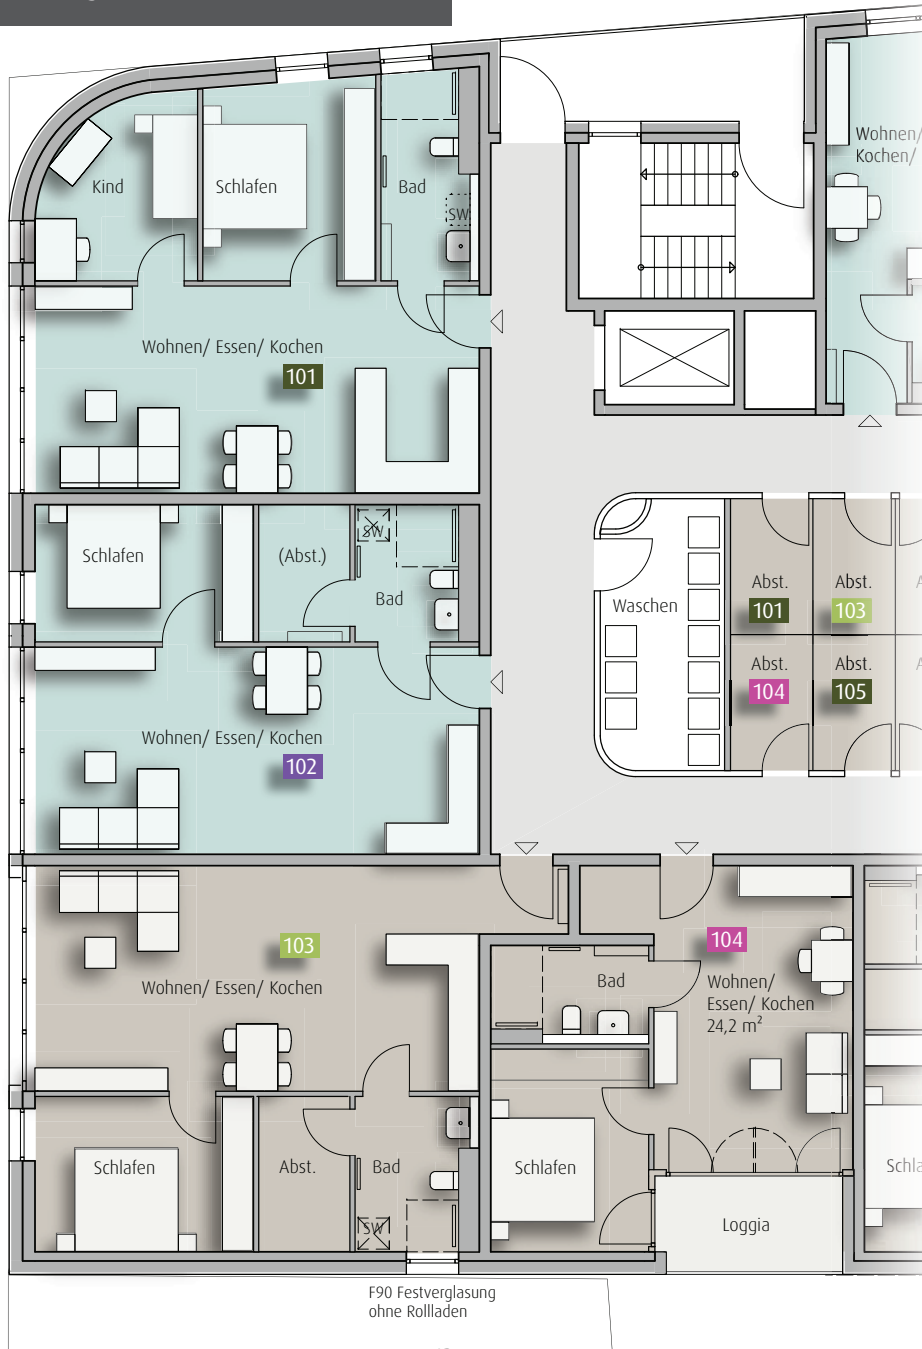 Wohnen/
Kochen/
Kind
Schlafen
Bad
SW
Wohnen/ Essen/ Kochen
101
Schlafen
(Abst.)
SW
Bad
Waschen
Abst.
101
Abst.
103
Abst.
104
Abst.
105
Wohnen/ Essen/ Kochen
102
103
Wohnen/ Essen/ Kochen
104
Bad
Wohnen/
Essen/ Kochen
24,2 m²
Schlafen
Abst.
Bad
SW
Schlafen
Schla
Loggia
F90 Festverglasung
ohne Rollladen